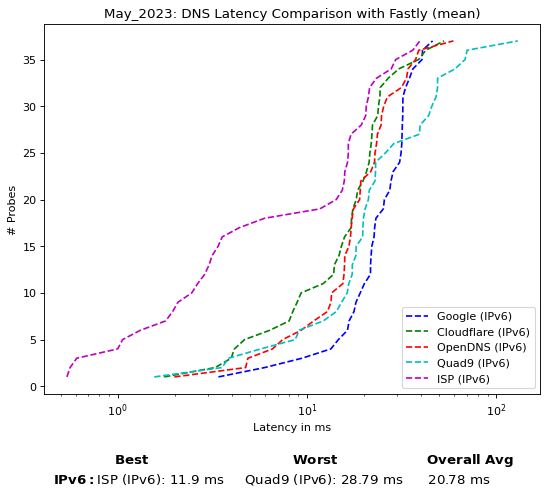 May_2023: DNS Latency Comparison with Fastly (mean)
# Probes
35
30
25
20
15
10
5
0
Google (IPv6)
Cloudflare (IPv6)
OpenDNS (IPv6)
Quad9 (IPv6)
ISP (IPv6)
10⁰ 10¹ 10²
Latency in ms
Best Worst Overall Avg
IPv6: ISP (IPv6): 11.9 ms Quad9 (IPv6): 28.79 ms 20.78 ms